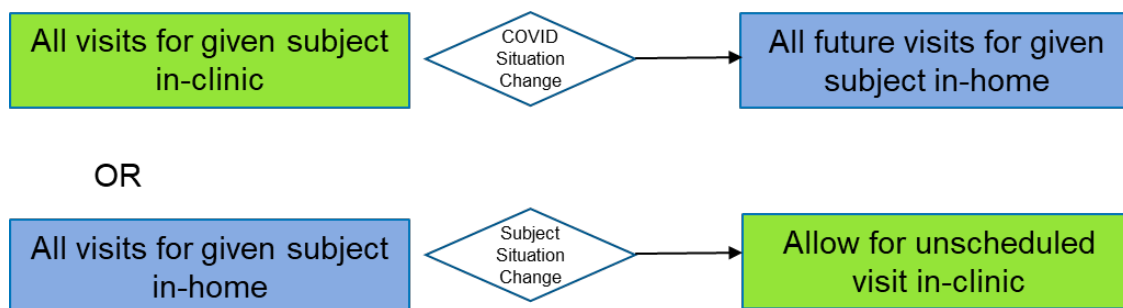 All visits for given subject
in-clinic
COVID
Situation
Change
All future visits for given
subject in-home
OR
All visits for given subject
in-home
Subject
Situation
Change
Allow for unscheduled
visit in-clinic